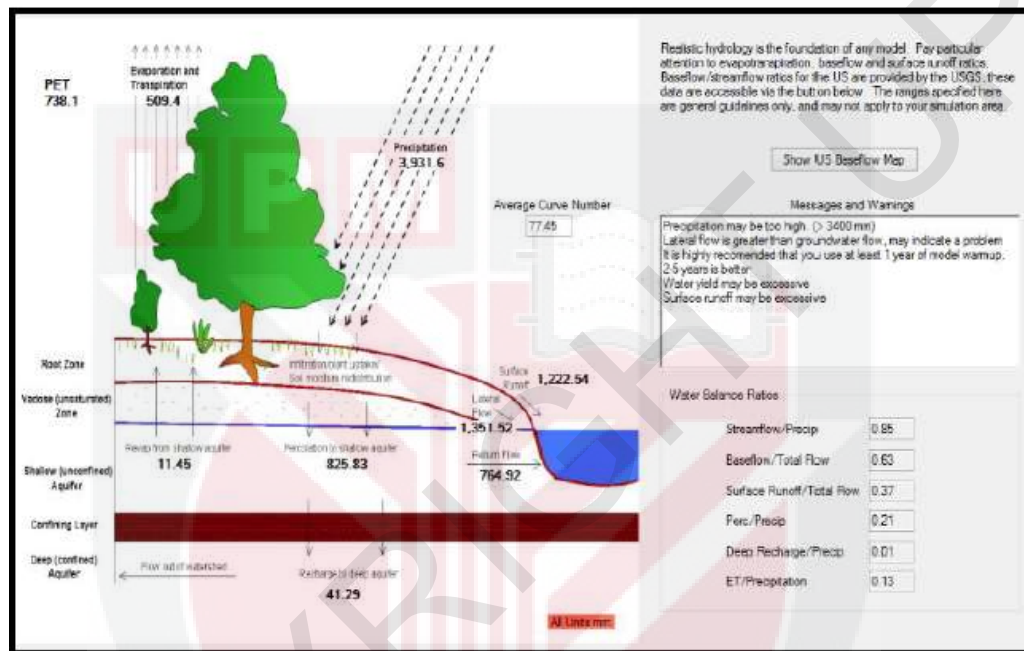 PET
738.1
Evaporation and
Transpiration
509.4
Precipitation
3,931.6
Average Curve Number
77.45
Realistic hydrology is the foundation of any model. Pay particular
attention to evapotranspiration, baseflow and surface runoff ratios.
Baseflow/streamflow ratios for the US are provided by the USGS, these
data are accessible via the button below. The ranges specified here
are general guidelines only, and may not apply to your simulation area.
Show US Baseflow Map
Messages and Warnings
Precipitation may be too high. (> 3400 mm)
Lateral flow is greater than groundwater flow, may indicate a problem
It is highly recomended that you use at least 1 year of model warmup.
2-5 years is better
Water yield may be excessive
Surface runoff may be excessive
Root Zone
Infiltration/plant uptake/
Soil moisture redistribution
Surface
Runoff
1,222.54
Vadose (unsaturated)
Zone
Lateral
Flow
1,351.52
Revap from shallow aquifer
11.45
Percolation to shallow aquifer
825.83
Return Flow
764.92
Shallow (unconfined)
Aquifer
Confining Layer
Deep (confined)
Aquifer
Flow out of watershed
Recharge to deep aquifer
41.29
All Units mm
Water Balance Ratios
Streamflow/Precip
0.85
Baseflow/Total Flow
0.63
Surface Runoff/Total Flow
0.37
Perc/Precip
0.21
Deep Recharge/Precip
0.01
ET/Precipitation
0.13
UPM